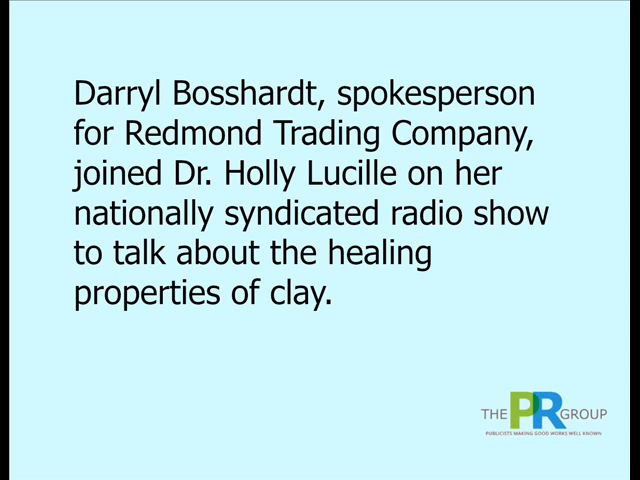 Darryl Bosshardt, spokesperson
for Redmond Trading Company,
joined Dr. Holly Lucille on her
nationally syndicated radio show
to talk about the healing
properties of clay.
THE PR GROUP
PUBLICISTS MAKING GOOD WORKS WELL KNOWN